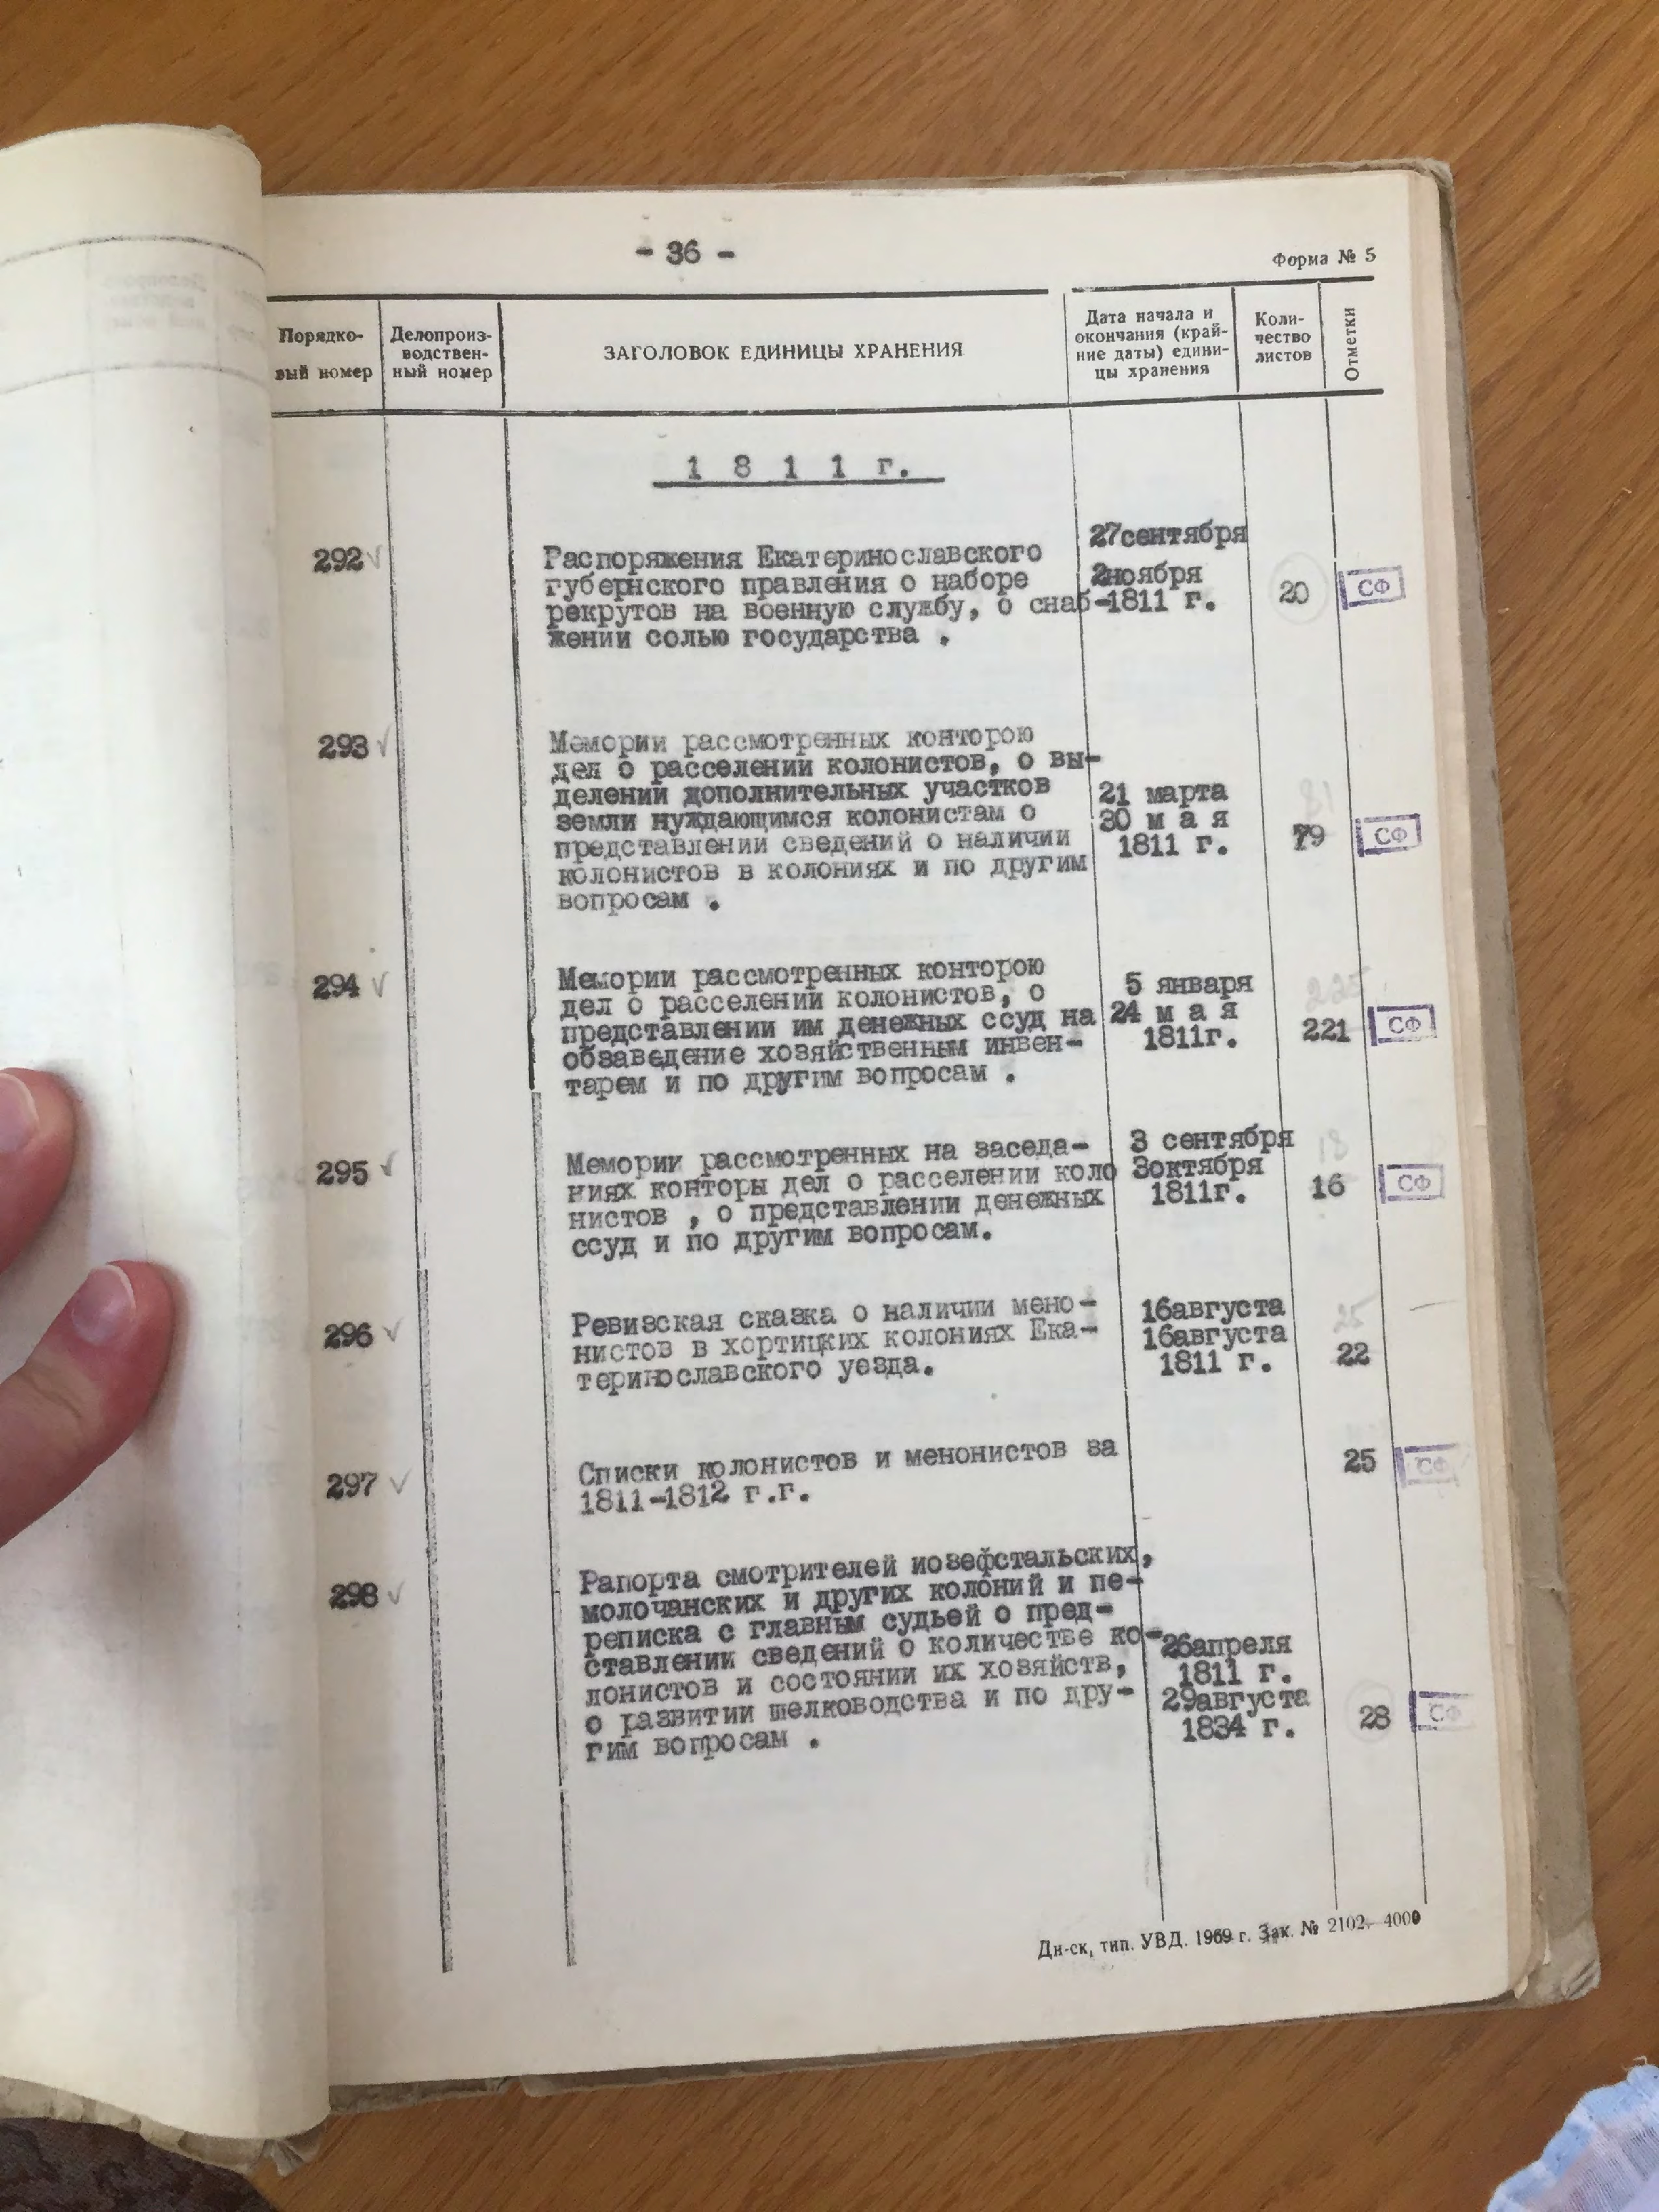 - 36 -
Форма № 5
Порядко-
вый номер
Делопроиз-
водствен-
ный номер
ЗАГОЛОВОК ЕДИНИЦЫ ХРАНЕНИЯ
Дата начала и
окончания (край-
ние даты) едини-
цы хранения
Коли-
чество
листов
Отметки
1 8 1 1 г.
292
Распоряжения Екатеринославского
губернского правления о наборе
рекрутов на военную службу, о снаб-
жении солью государства .
27сентября
2ноября
1811 г.
20
СФ
293
Мемории рассмотренных конторою
дел о расселении колонистов, о вы-
делении дополнительных участков
земли нуждающимся колонистам о
представлении сведений о наличии
колонистов в колониях и по другим
вопросам .
21 марта
30 м а я
1811 г.
81
79
СФ
294
Мемории рассмотренных конторою
дел о расселении колонистов, о
представлении им денежных ссуд на
обзаведение хозяйственным инвен-
тарем и по другим вопросам .
5 января
24 м а я
1811г.
225
221
СФ
295
Мемории рассмотренных на заседа-
ниях конторы дел о расселении коло
нистов , о представлении денежных
ссуд и по другим вопросам.
3 сентября
3октября
1811г.
18
16
СФ
296
Ревизская сказка о наличии мено-
нистов в хортицких колониях Ека-
теринославского уезда.
16августа
16августа
1811 г.
25
22
297
Списки колонистов и менонистов за
1811-1812 г.г.
25
СФ
298
Рапорта смотрителей иозефстальских,
молочанских и других колоний и пе-
реписка с главным судьей о пред-
ставлении сведений о количестве ко-
лонистов и состоянии их хозяйств,
о развитии шелководства и по дру-
гим вопросам .
26апреля
1811 г.
29августа
1834 г.
28
СФ
Дн-ск, тип. УВД. 1969 г. Зак. № 2102- 4000